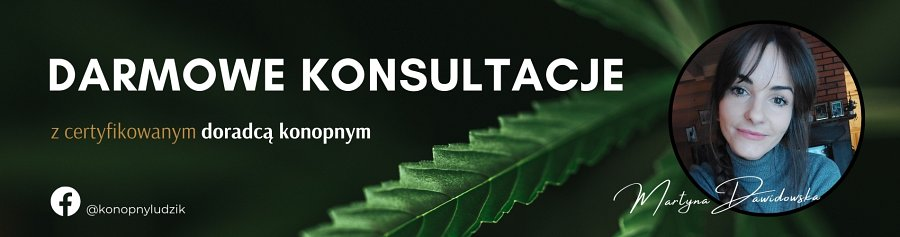 DARMOWE KONSULTACJE
z certyfikowanym doradcą konopnym
@konopnyludzik
Martyna Dawidowska